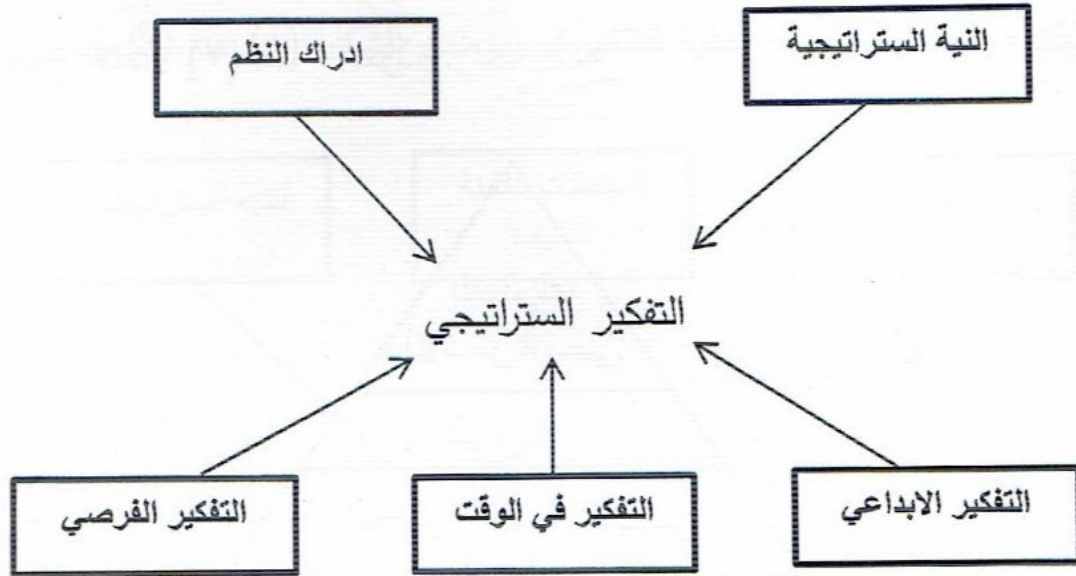 النية الستراتيجية
ادراك النظم
التفكير الستراتيجي
التفكير الابداعي
التفكير في الوقت
التفكير الفرصي